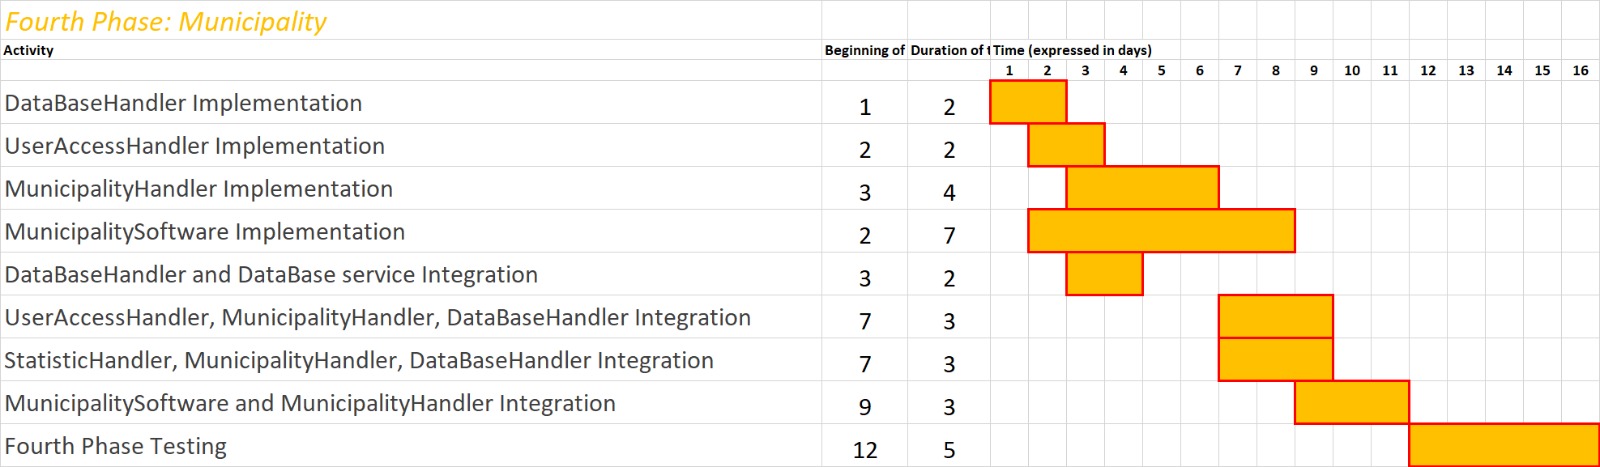 Fourth Phase: Municipality
Activity Beginning of Duration of t Time (expressed in days)
1 2 3 4 5 6 7 8 9 10 11 12 13 14 15 16
DataBaseHandler Implementation 1 2
UserAccessHandler Implementation 2 2
MunicipalityHandler Implementation 3 4
MunicipalitySoftware Implementation 2 7
DataBaseHandler and DataBase service Integration 3 2
UserAccessHandler, MunicipalityHandler, DataBaseHandler Integration 7 3
StatisticHandler, MunicipalityHandler, DataBaseHandler Integration 7 3
MunicipalitySoftware and MunicipalityHandler Integration 9 3
Fourth Phase Testing 12 5